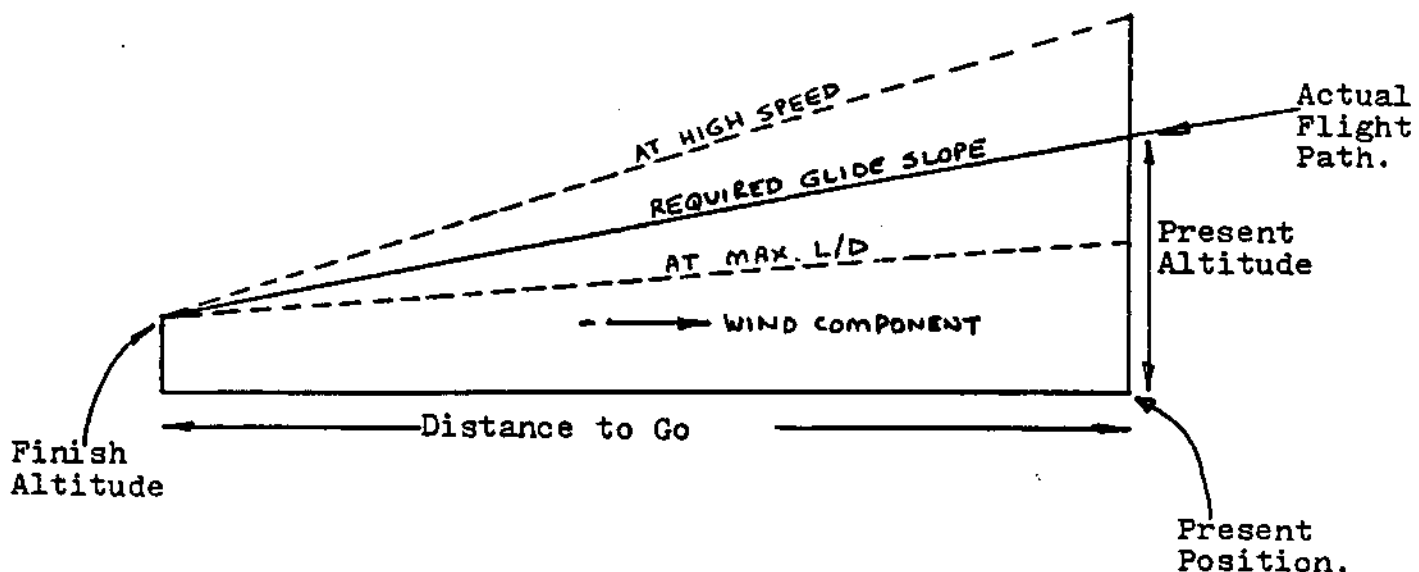 AT HIGH SPEED
Actual
Flight
Path.
REQUIRED GLIDE SLOPE
Present
Altitude
AT MAX. L/D
WIND COMPONENT
Distance to Go
Finish
Altitude
Present
Position.